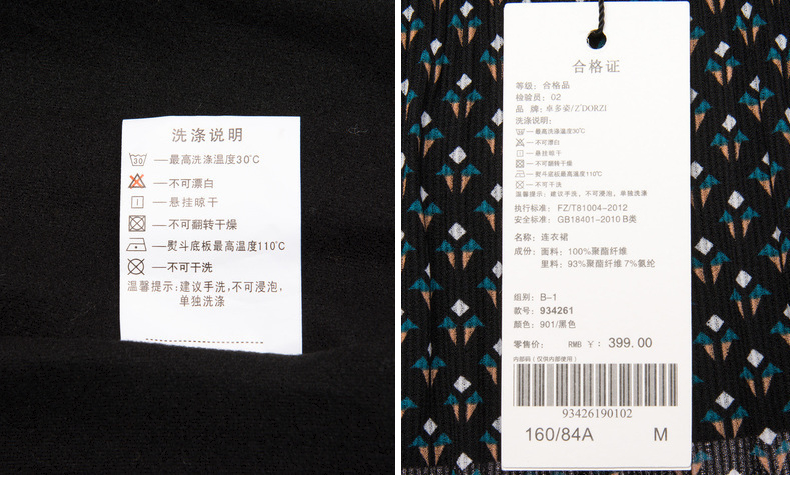 洗涤说明
30
最高洗涤温度30℃
不可漂白
悬挂晾干
不可翻转干燥
熨斗底板最高温度110℃
不可干洗
温馨提示:建议手洗,不可浸泡,
单独洗涤
合格证
等级: 合格品
检验员: 02
品 牌: 卓多姿/Z'DORZI
洗涤说明:
最高洗涤温度30℃
不可漂白
悬挂晾干
不可翻转干燥
熨斗底板最高温度110℃
不可干洗
温馨提示: 建议手洗, 不可浸泡, 单独洗涤
执行标准: FZ/T81004-2012
安全标准: GB18401-2010 B类
名称: 连衣裙
成份: 面料: 100%聚酯纤维
里料: 93%聚酯纤维 7%氨纶
组别: B-1
款号: 934261
颜色: 901/黑色
零售价: RMB ¥: 399.00
内部码 (仅供内部使用)
93426190102
160/84A M